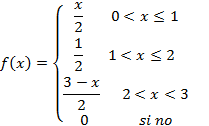 f(x) = { x/2    0 < x ≤ 1
1/2    1 < x ≤ 2
3 − x/2    2 < x < 3
0    si no